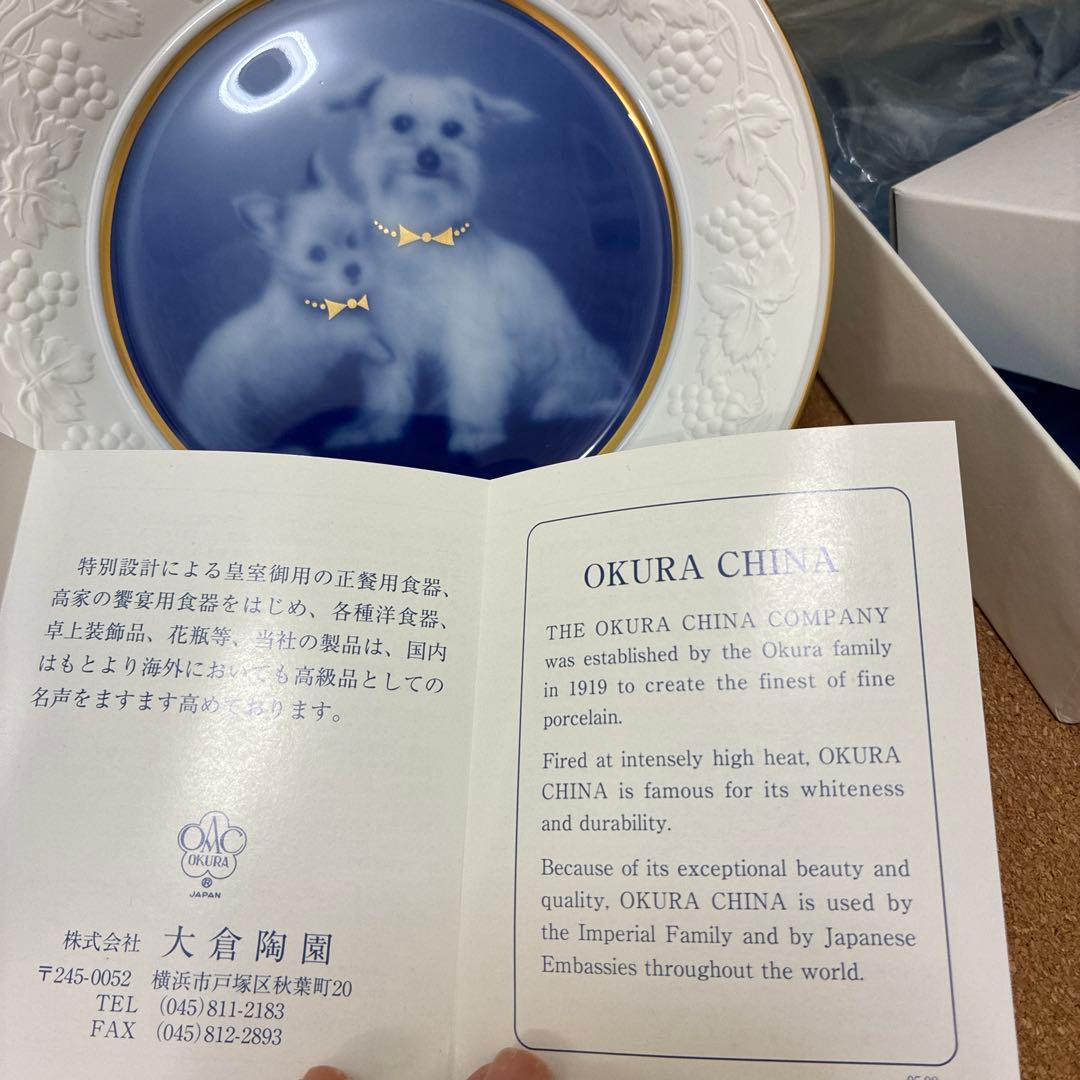 特別設計による皇室御用の正餐用食器、
高家の饗宴用食器をはじめ、各種洋食器、
卓上装飾品、花瓶等、当社の製品は、国内
はもとより海外においても高級品としての
名声をますます高めております。
OMC
OKURA
®
JAPAN
株式会社 大倉陶園
〒245-0052 横浜市戸塚区秋葉町20
TEL (045)811-2183
FAX (045)812-2893
OKURA CHINA
THE OKURA CHINA COMPANY
was established by the Okura family
in 1919 to create the finest of fine
porcelain.
Fired at intensely high heat, OKURA
CHINA is famous for its whiteness
and durability.
Because of its exceptional beauty and
quality, OKURA CHINA is used by
the Imperial Family and by Japanese
Embassies throughout the world.